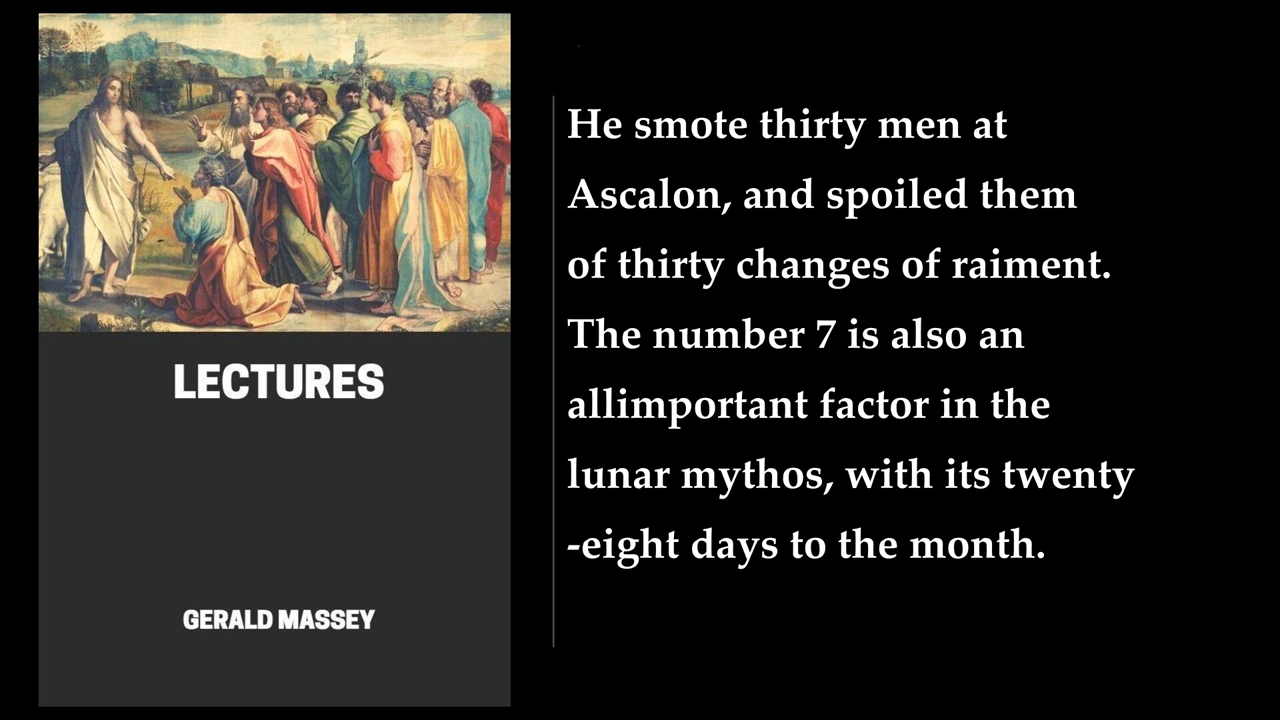 LECTURES
GERALD MASSEY
He smote thirty men at
Ascalon, and spoiled them
of thirty changes of raiment.
The number 7 is also an
allimportant factor in the
lunar mythos, with its twenty
-eight days to the month.